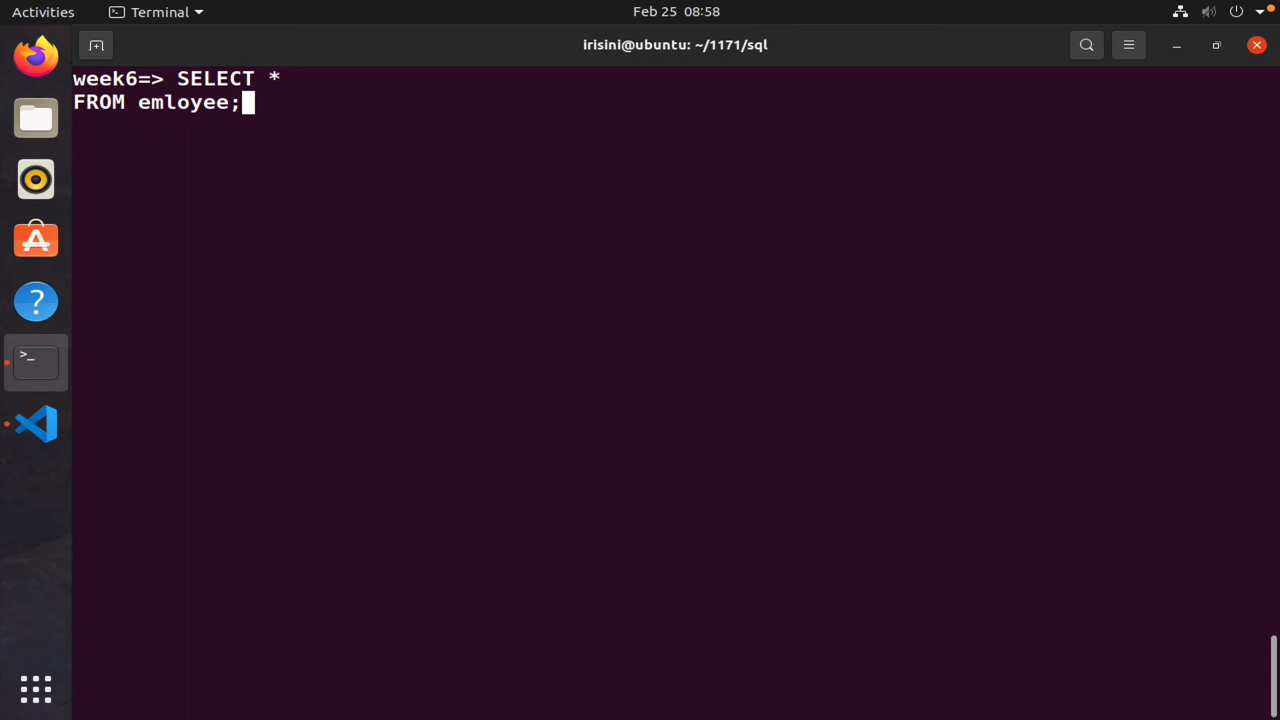 Activities
Terminal
Feb 25 08:58
irisini@ubuntu: ~/1171/sql
week6=> SELECT *
FROM emloyee;